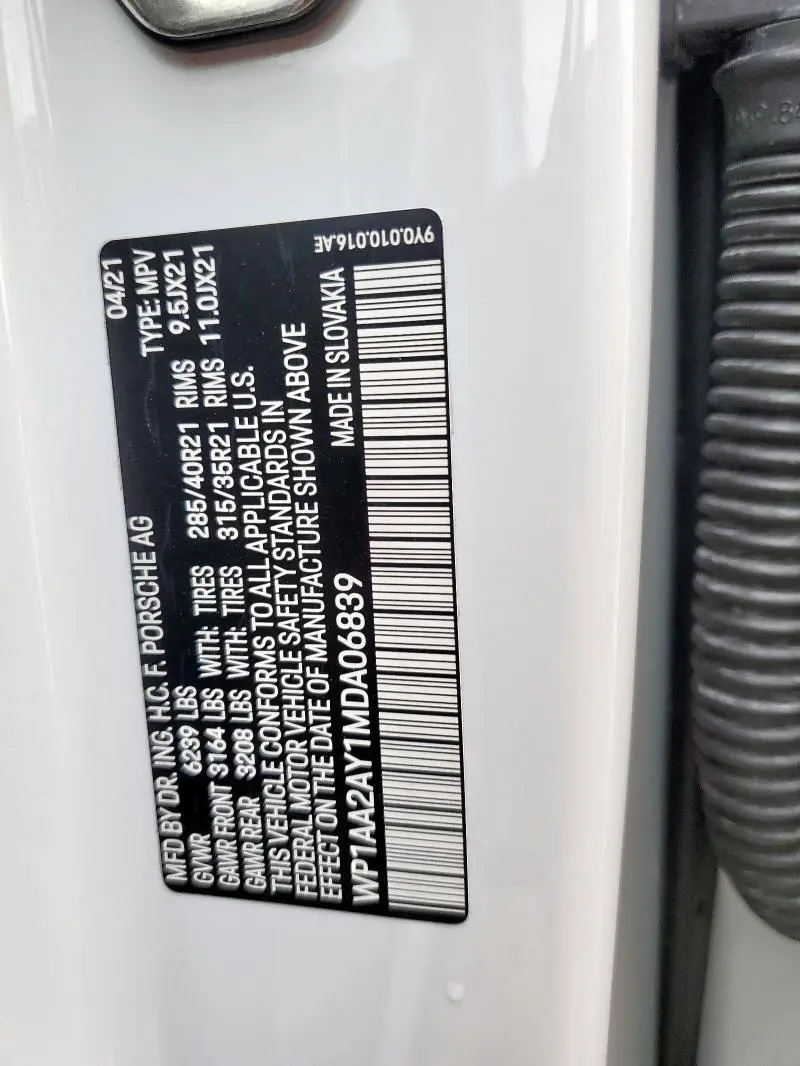 MFD BY DR. ING. H.C. F. PORSCHE AG 04/21
GVWR 6239 LBS TYPE: MPV
GAWR FRONT 3164 LBS WITH: TIRES 285/40R21 RIMS 9.5JX21
GAWR REAR 3208 LBS WITH: TIRES 315/35R21 RIMS 11.0JX21
THIS VEHICLE CONFORMS TO ALL APPLICABLE U.S.
FEDERAL MOTOR VEHICLE SAFETY STANDARDS IN
EFFECT ON THE DATE OF MANUFACTURE SHOWN ABOVE
WP1AA2AY1MDA06839 MADE IN SLOVAKIA
9Y0.010.016.AE